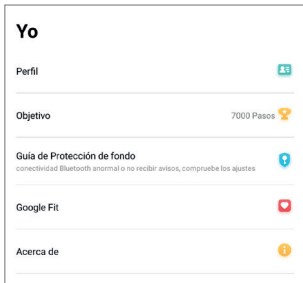 Yo
Perfil
Objetivo 7000 Pasos
Guía de Protección de fondo
conectividad Bluetooth anormal o no recibir avisos, compruebe los ajustes
Google Fit
Acerca de